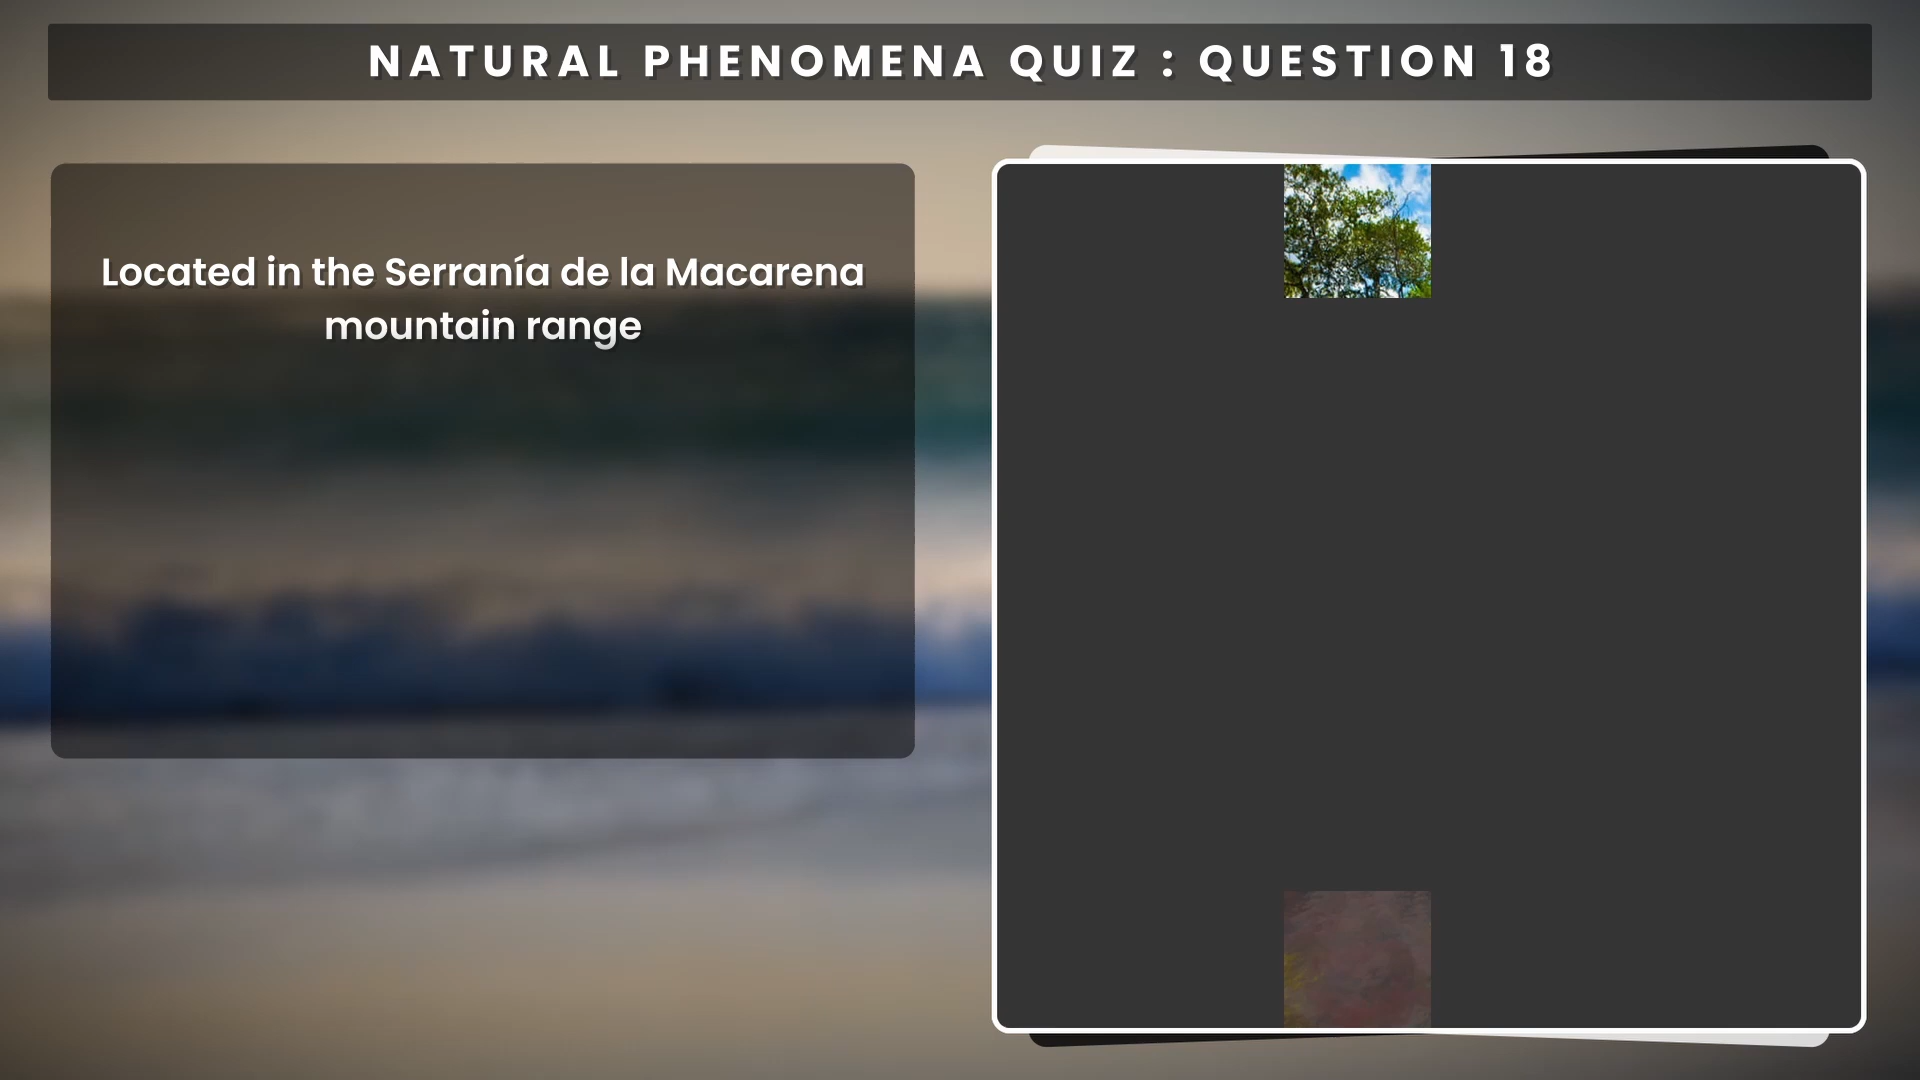 NATURAL PHENOMENA QUIZ : QUESTION 18
Located in the Serranía de la Macarena
mountain range